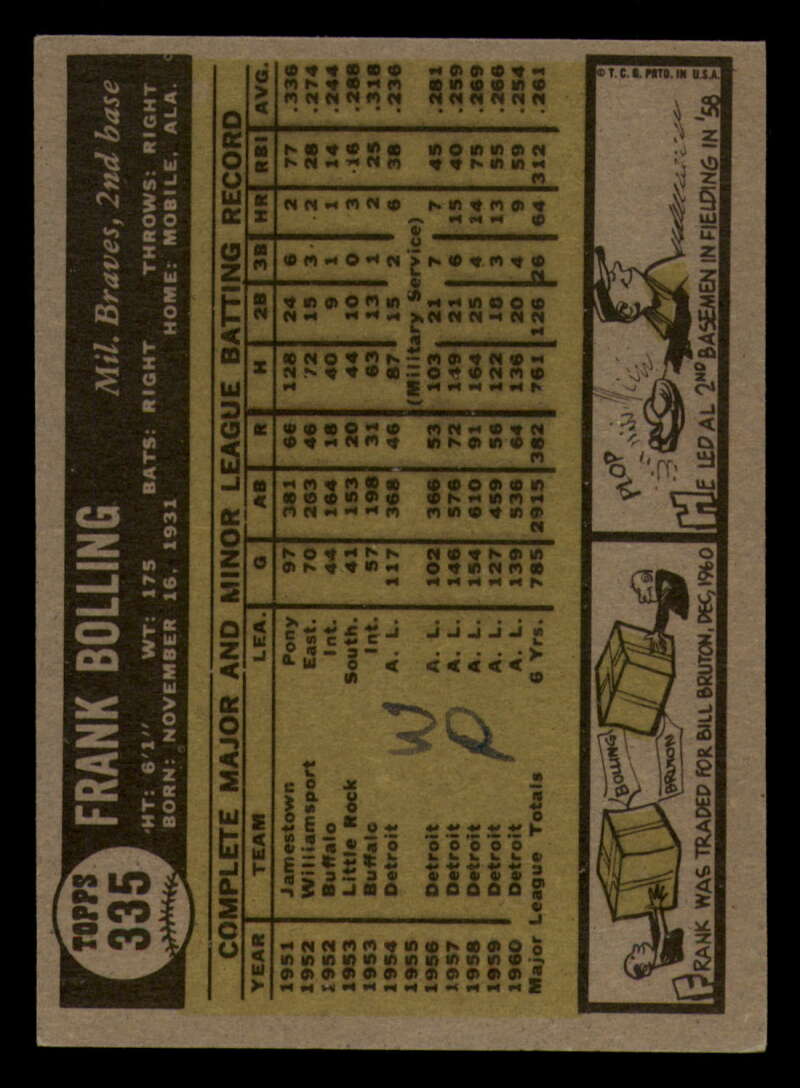 TOPPS
335
FRANK BOLLING
Mil. Braves, 2nd base
HT: 6'1" WT: 175 BATS: RIGHT THROWS: RIGHT
BORN: NOVEMBER 16, 1931 HOME: MOBILE, ALA.
COMPLETE MAJOR AND MINOR LEAGUE BATTING RECORD
YEAR TEAM LEA. G AB R H 2B 3B HR RBI AVG.
1951 Jamestown Pony 97 381 66 128 24 6 2 77 .336
1952 Williamsport East. 70 263 46 72 15 3 2 28 .274
1952 Buffalo Int. 44 164 18 40 9 1 1 14 .244
1953 Little Rock South. 41 153 20 44 10 0 3 16 .288
1953 Buffalo Int. 57 198 31 63 13 1 2 25 .318
1954 Detroit A. L. 117 368 46 87 15 2 6 38 .236
1955 (Military Service)
1956 Detroit A. L. 102 366 53 103 21 7 7 45 .281
1957 Detroit A. L. 146 576 72 149 21 6 15 40 .259
1958 Detroit A. L. 154 610 91 164 25 4 14 75 .269
1959 Detroit A. L. 127 459 56 122 18 3 13 55 .266
1960 Detroit A. L. 139 536 64 136 20 4 9 59 .254
Major League Totals 6 Yrs. 785 2915 382 761 126 26 64 312 .261
BOLLING
BRUTON
FRANK WAS TRADED FOR BILL BRUTON, DEC, 1960
PLOP
HE LED AL 2ND BASEMEN IN FIELDING IN '58
© T. C. G. PRTD. IN U.S.A.